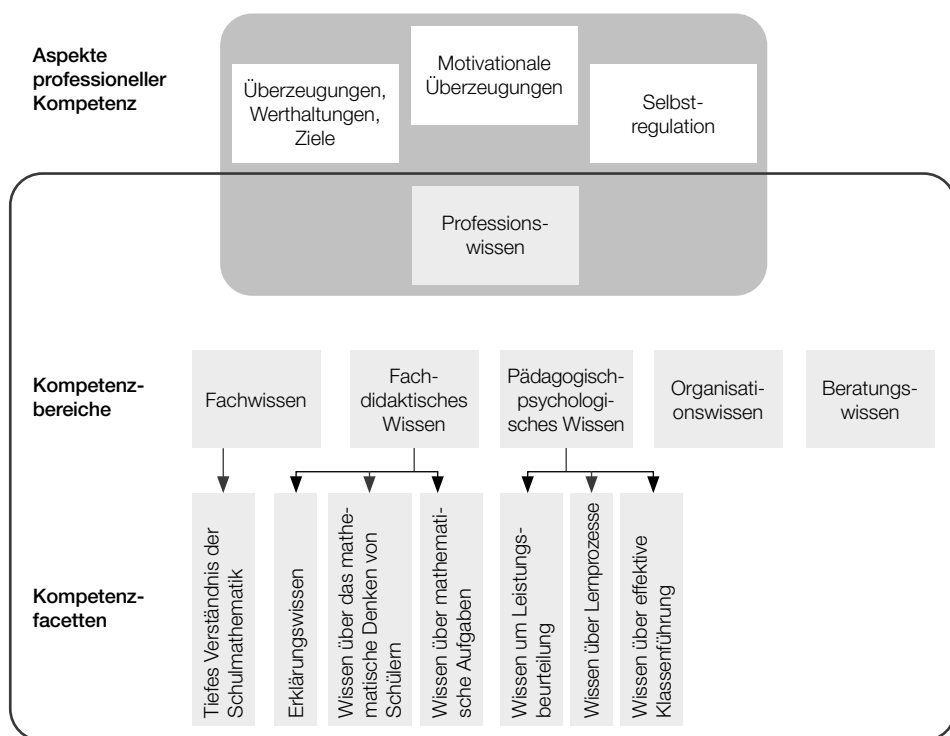 Aspekte
professioneller
Kompetenz
Überzeugungen,
Werthaltungen,
Ziele
Motivationale
Überzeugungen
Selbst-
regulation
Professions-
wissen
Kompetenz-
bereiche
Fachwissen
Fach-
didaktisches
Wissen
Pädagogisch-
psychologi-
sches Wissen
Organisati-
onswissen
Beratungs-
wissen
Kompetenz-
facetten
Tiefes Verständnis der
Schulmathematik
Erklärungswissen
Wissen über das mathe-
matische Denken von
Schülern
Wissen über mathemati-
sche Aufgaben
Wissen um Leistungs-
beurteilung
Wissen über Lernprozesse
Wissen über effektive
Klassenführung